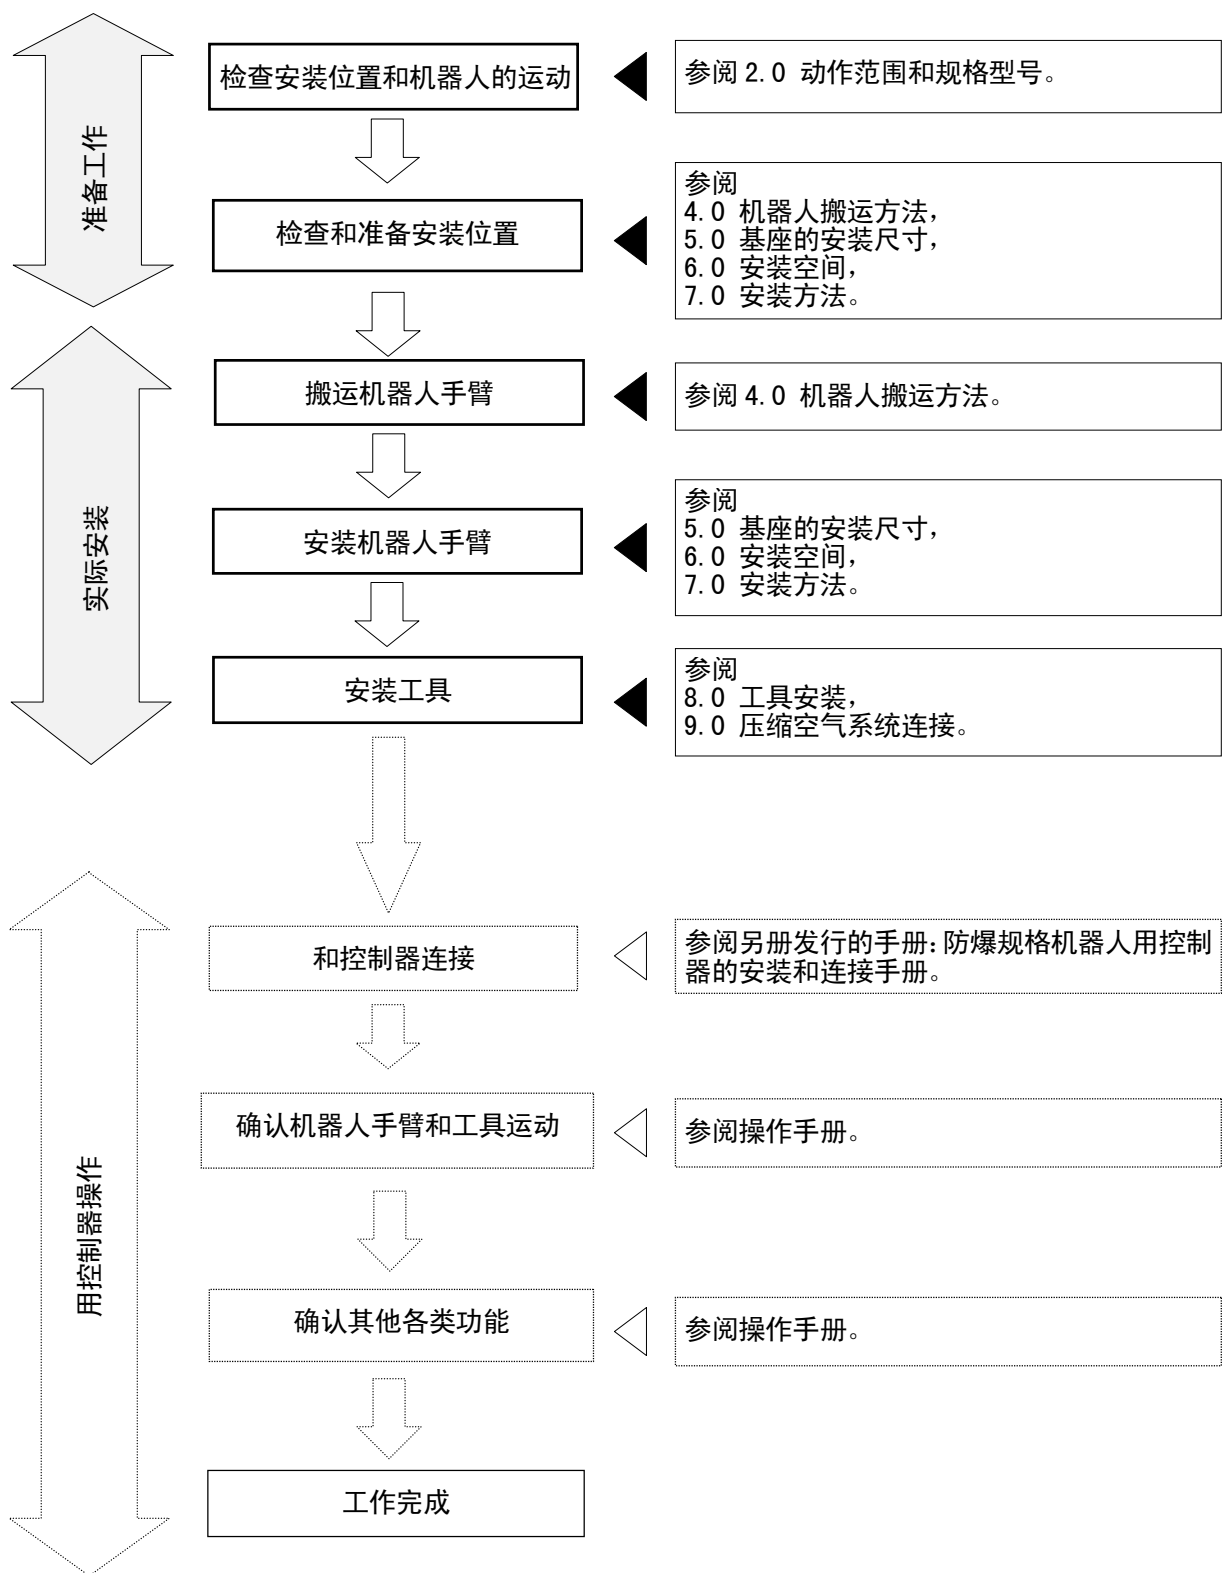 准备工作
检查安装位置和机器人的运动
参阅 2.0 动作范围和规格型号。
检查和准备安装位置
参阅
4.0 机器人搬运方法，
5.0 基座的安装尺寸，
6.0 安装空间，
7.0 安装方法。
实际安装
搬运机器人手臂
参阅 4.0 机器人搬运方法。
安装机器人手臂
参阅
5.0 基座的安装尺寸，
6.0 安装空间，
7.0 安装方法。
安装工具
参阅
8.0 工具安装，
9.0 压缩空气系统连接。
用控制器操作
和控制器连接
参阅另册发行的手册：防爆规格机器人用控制
器的安装和连接手册。
确认机器人手臂和工具运动
参阅操作手册。
确认其他各类功能
参阅操作手册。
工作完成